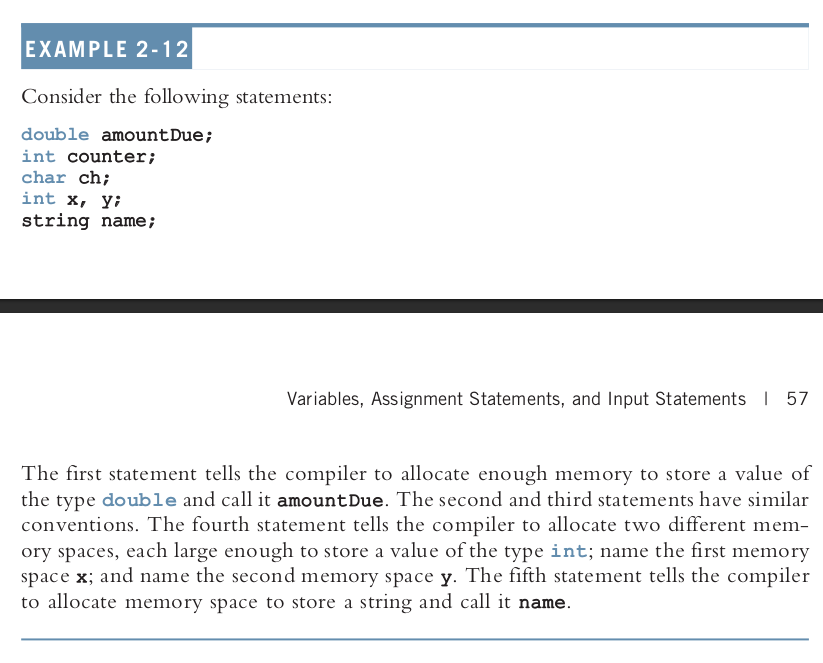 EXAMPLE 2-12
Consider the following statements:
double amountDue;
int counter;
char ch;
int x, y;
string name;
Variables, Assignment Statements, and Input Statements | 57
The first statement tells the compiler to allocate enough memory to store a value of
the type double and call it amountDue. The second and third statements have similar
conventions. The fourth statement tells the compiler to allocate two different mem-
ory spaces, each large enough to store a value of the type int; name the first memory
space x; and name the second memory space y. The fifth statement tells the compiler
to allocate memory space to store a string and call it name.